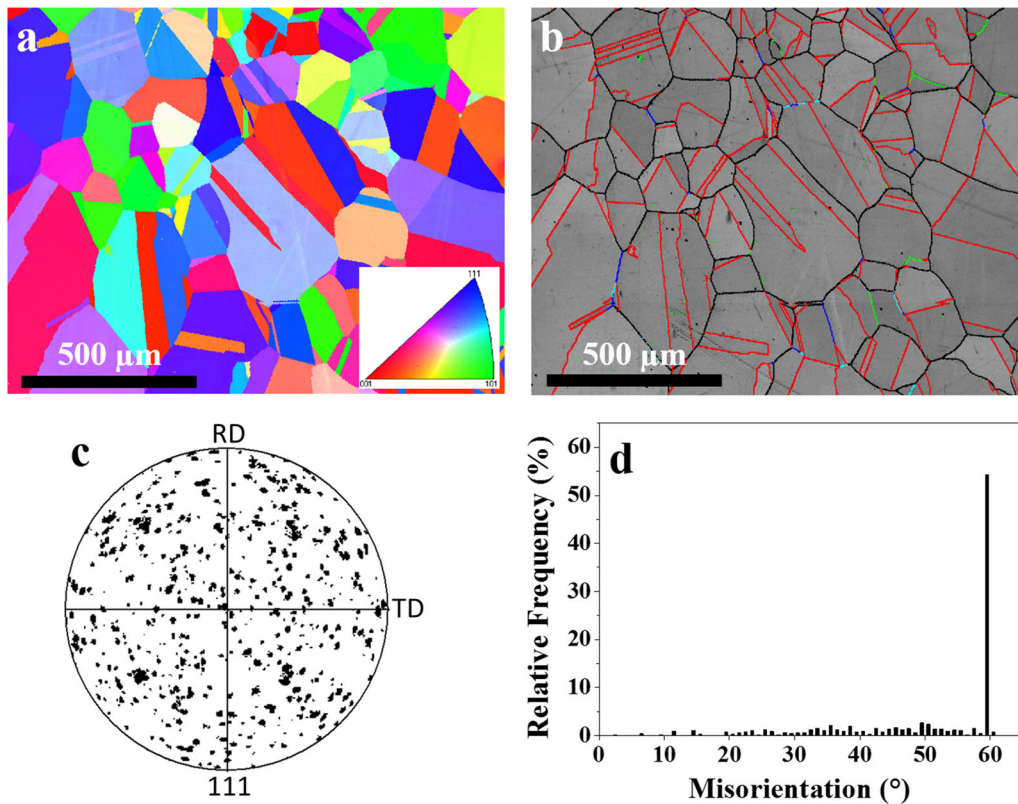 a
500 μm
111
001
101
b
500 μm
c
RD
TD
111
d
Relative Frequency (%)
60
50
40
30
20
10
0
0 10 20 30 40 50 60
Misorientation (°)